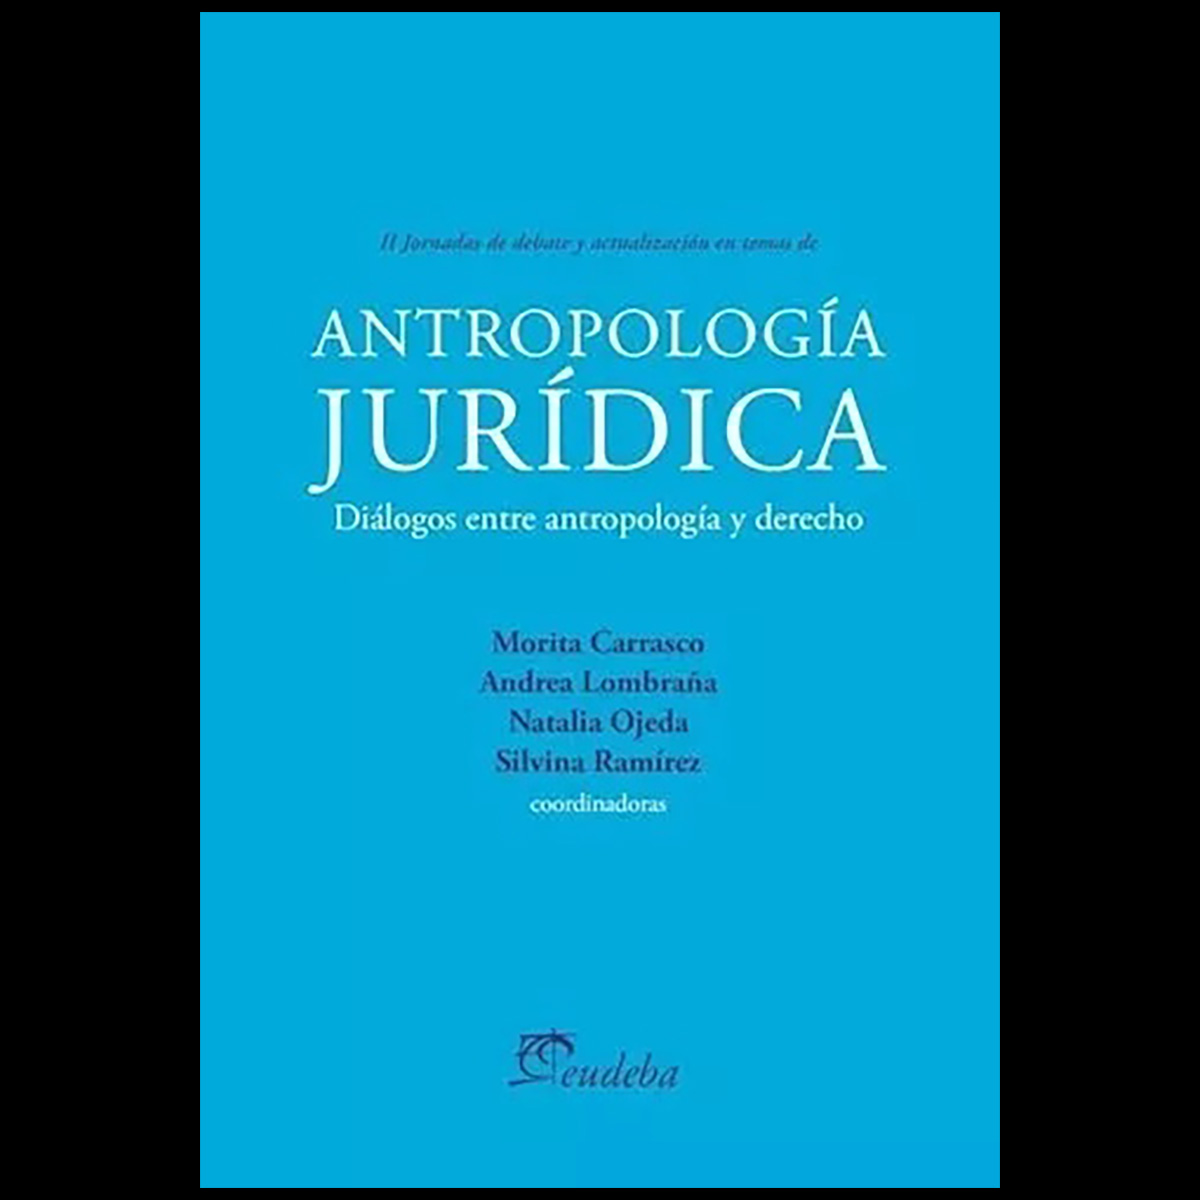 II Jornadas de debate y actualización en temas de
ANTROPOLOGÍA
JURÍDICA
Diálogos entre antropología y derecho
Morita Carrasco
Andrea Lombraña
Natalia Ojeda
Silvina Ramírez
coordinadoras
eudeba